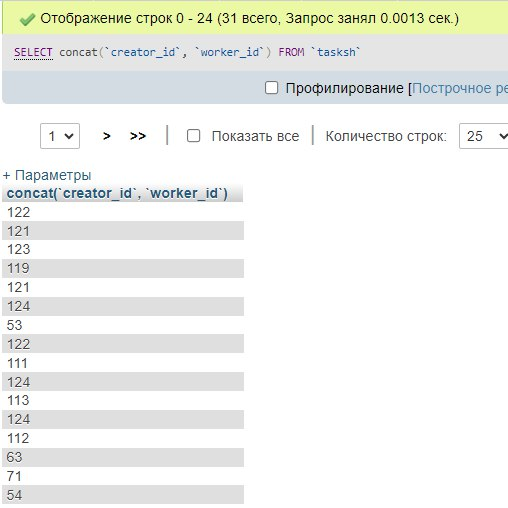 Отображение строк 0 - 24 (31 всего, Запрос занял 0.0013 сек.)
SELECT concat(`creator_id`, `worker_id`) FROM `tasksh`
Профилирование [Построчное ре
1 > >> | Показать все | Количество строк: 25
+ Параметры
concat(`creator_id`, `worker_id`)
122
121
123
119
121
124
53
122
111
124
113
124
112
63
71
54